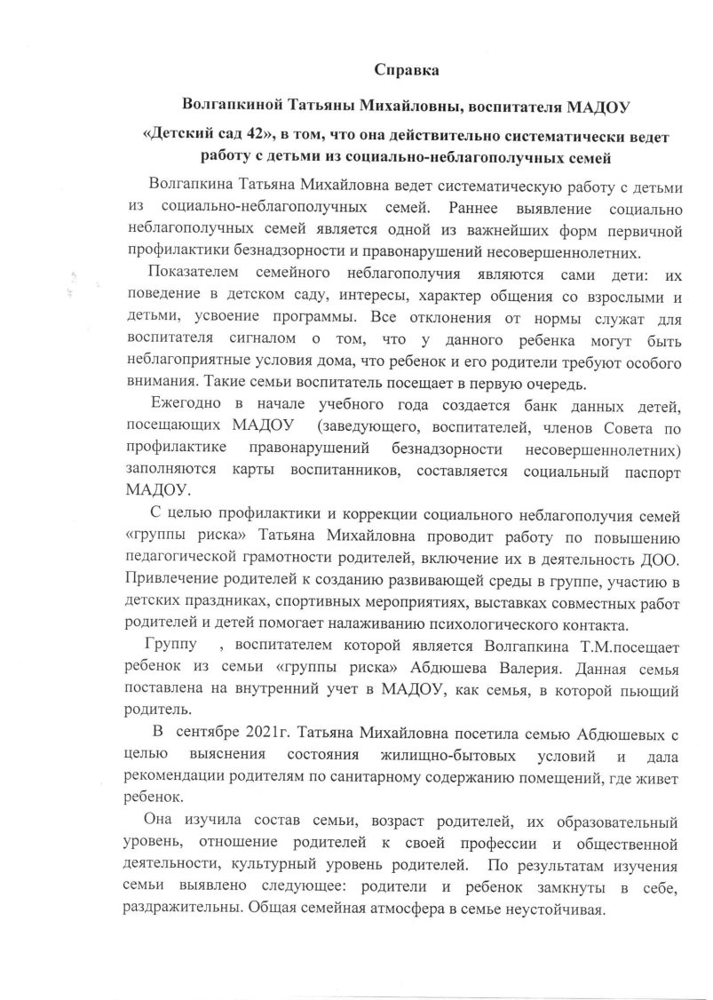 Справка
Волгапкиной Татьяны Михайловны, воспитателя МАДОУ
«Детский сад 42», в том, что она действительно систематически ведет
работу с детьми из социально-неблагополучных семей
Волгапкина Татьяна Михайловна ведет систематическую работу с детьми
из социально-неблагополучных семей. Раннее выявление социально
неблагополучных семей является одной из важнейших форм первичной
профилактики безнадзорности и правонарушений несовершеннолетних.
Показателем семейного неблагополучия являются сами дети: их
поведение в детском саду, интересы, характер общения со взрослыми и
детьми, усвоение программы. Все отклонения от нормы служат для
воспитателя сигналом о том, что у данного ребенка могут быть
неблагоприятные условия дома, что ребенок и его родители требуют особого
внимания. Такие семьи воспитатель посещает в первую очередь.
Ежегодно в начале учебного года создается банк данных детей,
посещающих МАДОУ (заведующего, воспитателей, членов Совета по
профилактике правонарушений безнадзорности несовершеннолетних)
заполняются карты воспитанников, составляется социальный паспорт
МАДОУ.
С целью профилактики и коррекции социального неблагополучия семей
«группы риска» Татьяна Михайловна проводит работу по повышению
педагогической грамотности родителей, включение их в деятельность ДОО.
Привлечение родителей к созданию развивающей среды в группе, участию в
детских праздниках, спортивных мероприятиях, выставках совместных работ
родителей и детей помогает налаживанию психологического контакта.
Группу , воспитателем которой является Волгапкина Т.М.посещает
ребенок из семьи «группы риска» Абдюшева Валерия. Данная семья
поставлена на внутренний учет в МАДОУ, как семья, в которой пьющий
родитель.
В сентябре 2021г. Татьяна Михайловна посетила семью Абдюшевых с
целью выяснения состояния жилищно-бытовых условий и дала
рекомендации родителям по санитарному содержанию помещений, где живет
ребенок.
Она изучила состав семьи, возраст родителей, их образовательный
уровень, отношение родителей к своей профессии и общественной
деятельности, культурный уровень родителей. По результатам изучения
семьи выявлено следующее: родители и ребенок замкнуты в себе,
раздражительны. Общая семейная атмосфера в семье неустойчивая.